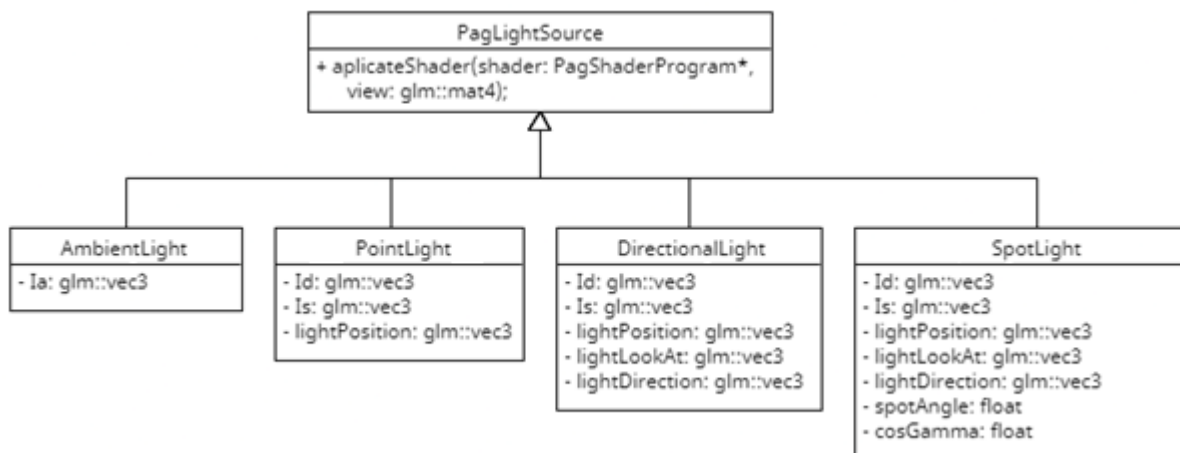 PagLightSource
+ aplicateShader(shader: PagShaderProgram*,
view: glm::mat4);
AmbientLight
- Ia: glm::vec3
PointLight
- Id: glm::vec3
- Is: glm::vec3
- lightPosition: glm::vec3
DirectionalLight
- Id: glm::vec3
- Is: glm::vec3
- lightPosition: glm::vec3
- lightLookAt: glm::vec3
- lightDirection: glm::vec3
SpotLight
- Id: glm::vec3
- Is: glm::vec3
- lightPosition: glm::vec3
- lightLookAt: glm::vec3
- lightDirection: glm::vec3
- spotAngle: float
- cosGamma: float